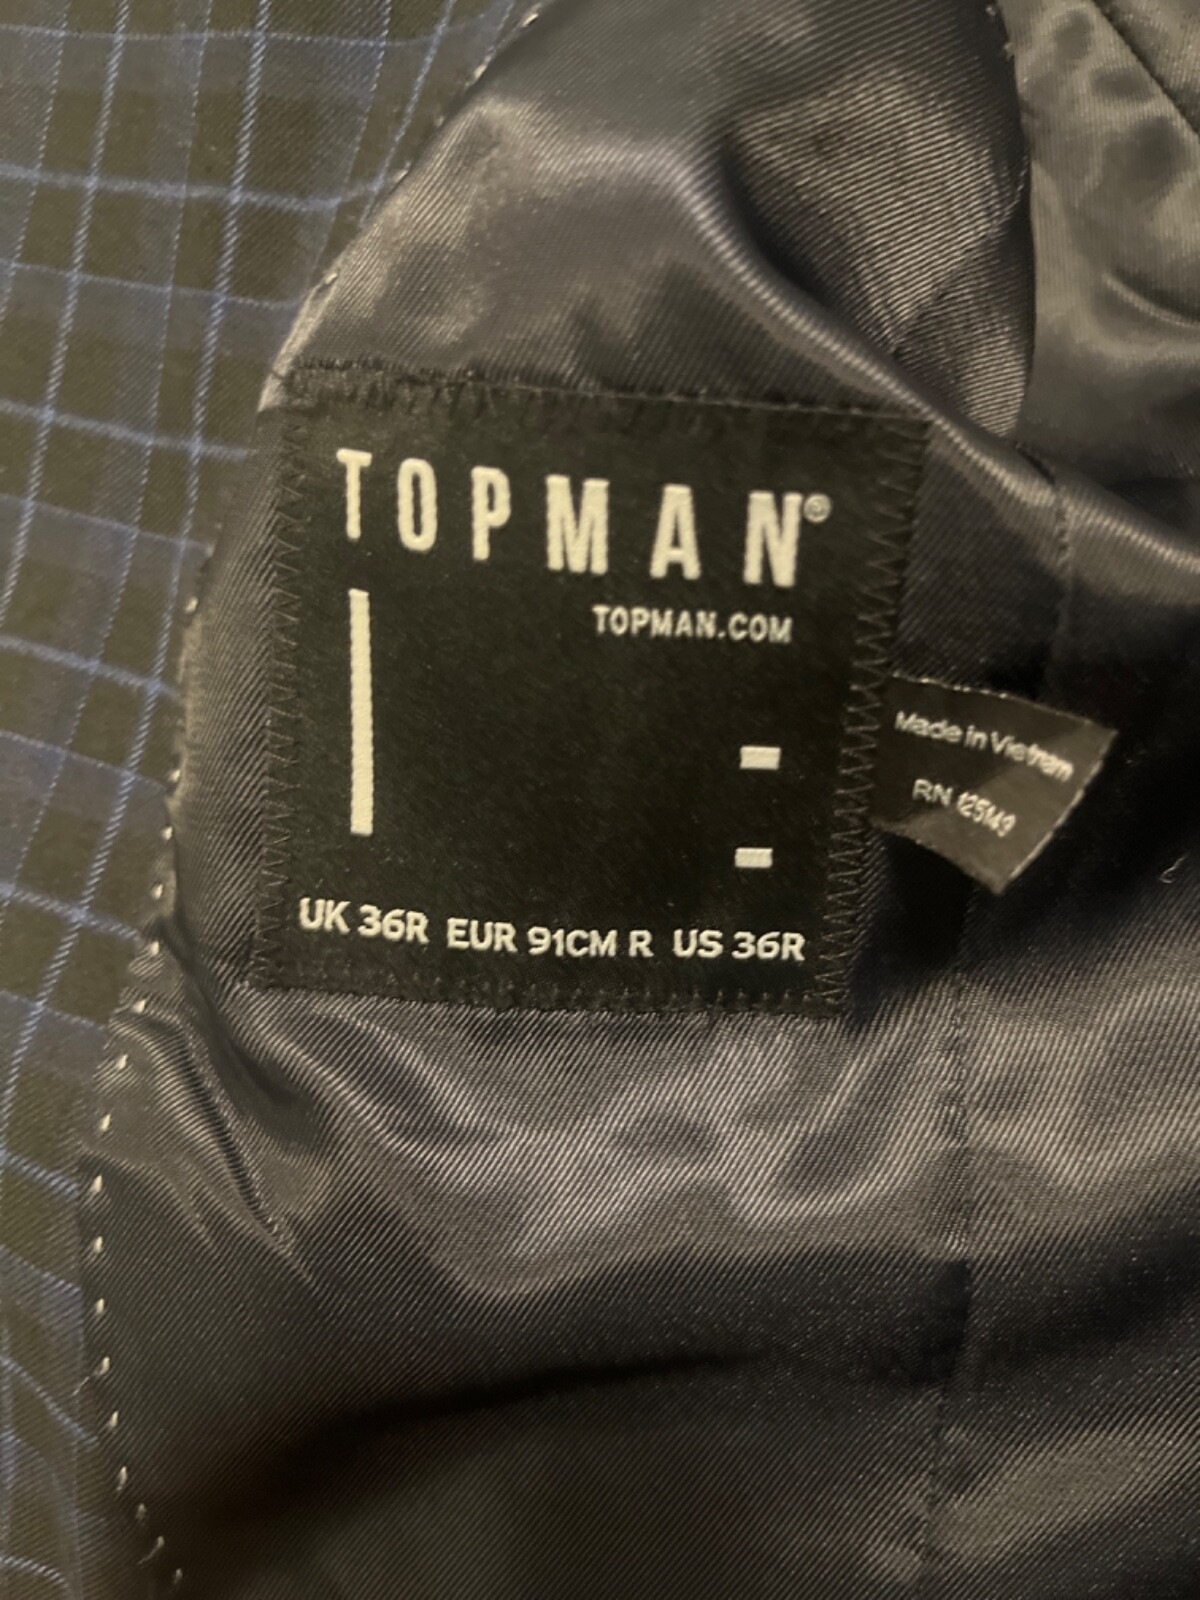 TOPMAN®
TOPMAN.COM
UK 36R EUR 91CM R US 36R
Made in Vietnam
RN 125149